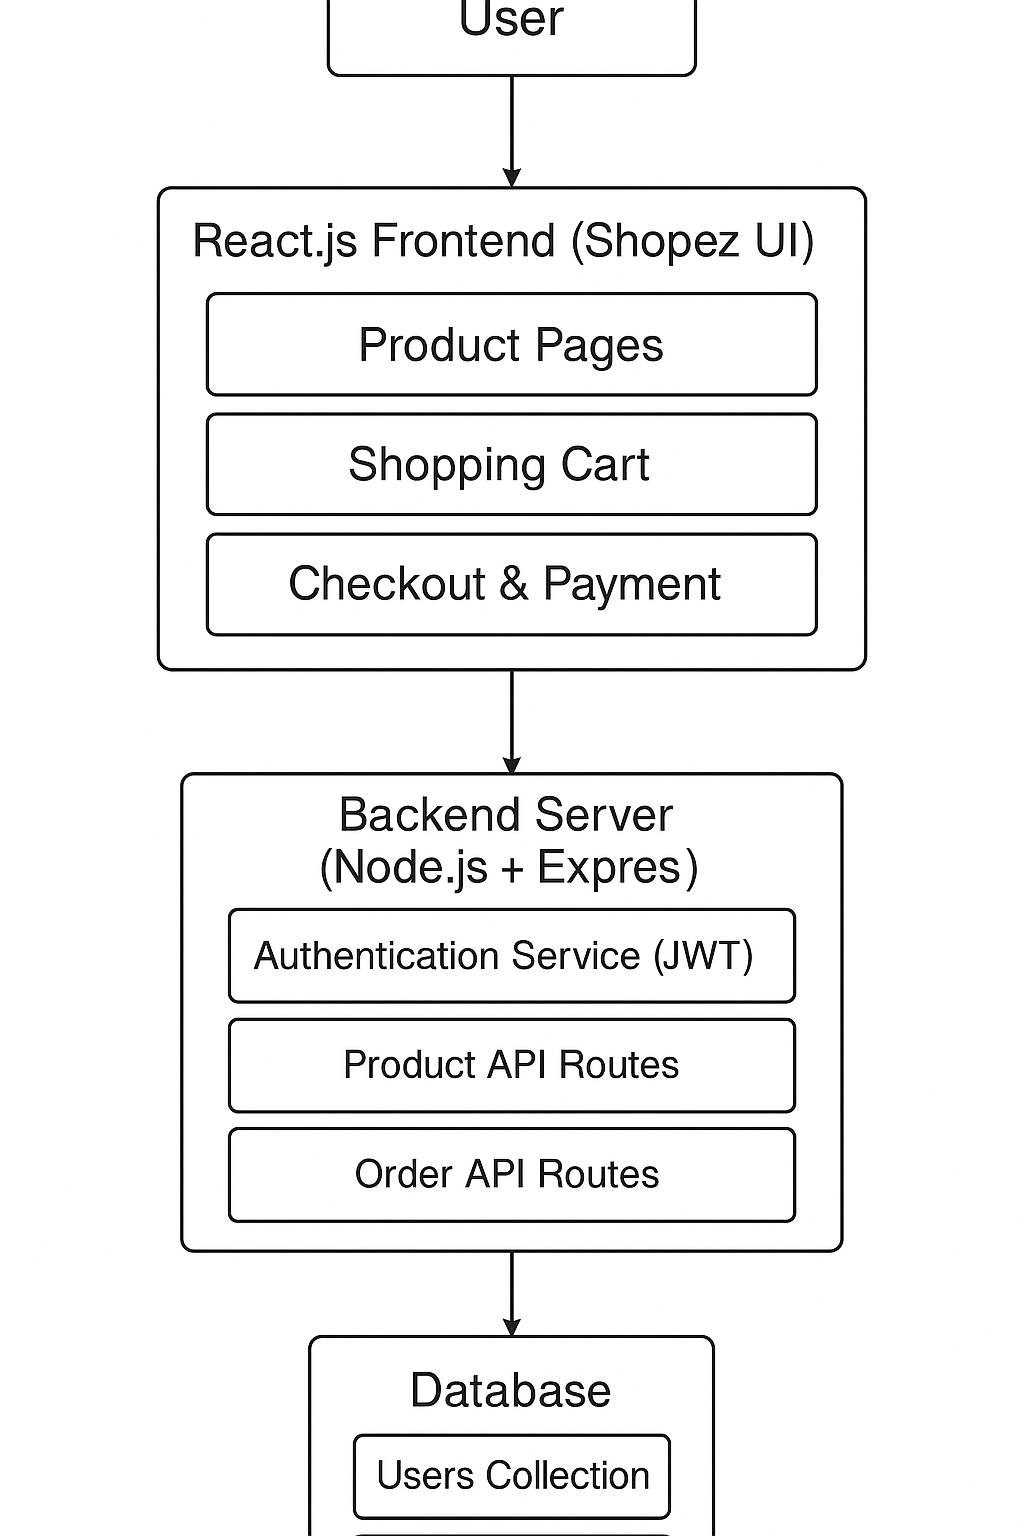 User
React.js Frontend (Shopez UI)
Product Pages
Shopping Cart
Checkout & Payment
Backend Server
(Node.js + Expres)
Authentication Service (JWT)
Product API Routes
Order API Routes
Database
Users Collection